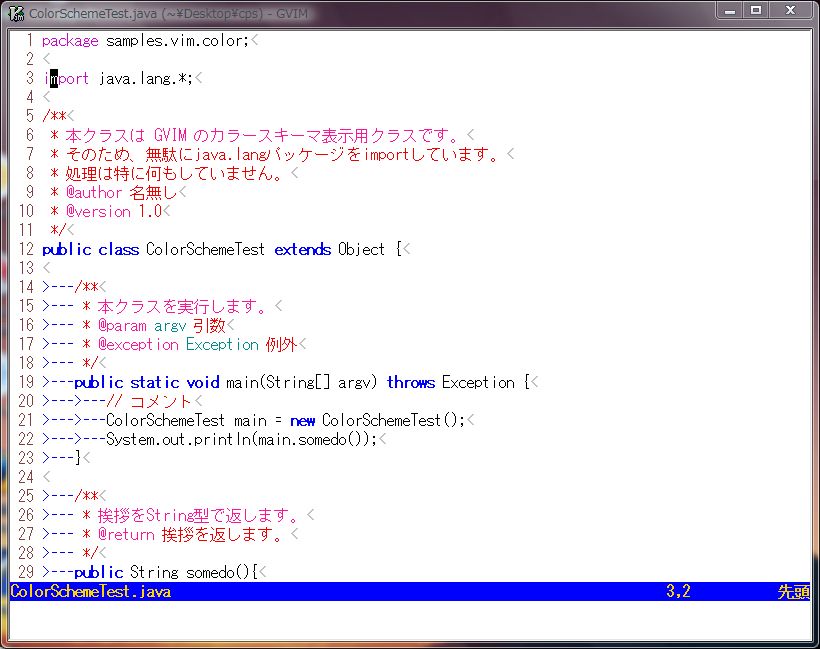 ColorSchemeTest.java (~¥Desktop¥cps) - GVIM
1 package samples.vim.color;<
2 <
3 import java.lang.*;<
4 <
5 /**<
6  * 本クラスは GVIM のカラースキーマ表示用クラスです。<
7  * そのため、無駄にjava.langパッケージをimportしています。<
8  * 処理は特に何もしていません。<
9  * @author 名無し<
10  * @version 1.0<
11  */<
12 public class ColorSchemeTest extends Object {<
13 <
14 >---/**<
15 >--- * 本クラスを実行します。<
16 >--- * @param argv 引数<
17 >--- * @exception Exception 例外<
18 >--- */<
19 >---public static void main(String[] argv) throws Exception {<
20 >--->---// コメント<
21 >--->---ColorSchemeTest main = new ColorSchemeTest();<
22 >--->---System.out.println(main.somedo());<
23 >---}<
24 <
25 >---/**<
26 >--- * 挨拶をString型で返します。<
27 >--- * @return 挨拶を返します。<
28 >--- */<
29 >---public String somedo(){<
ColorSchemeTest.java 3,2 先頭